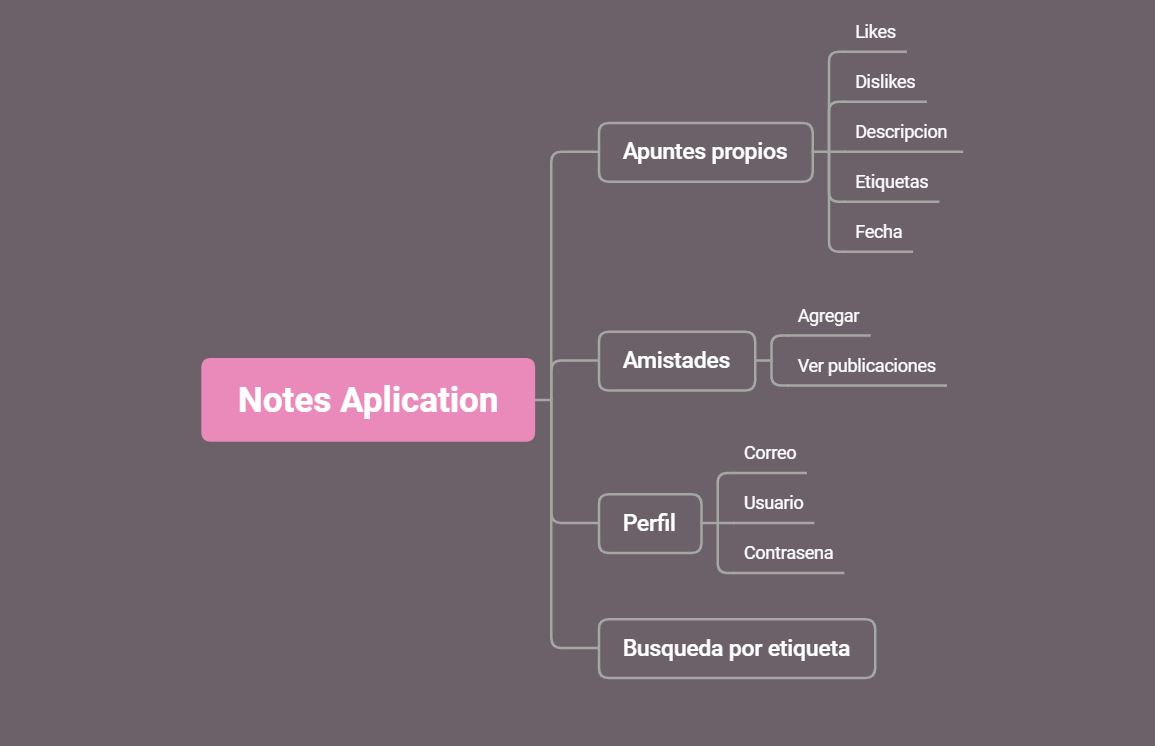 Notes Aplication
Apuntes propios
Likes
Dislikes
Descripcion
Etiquetas
Fecha
Amistades
Agregar
Ver publicaciones
Perfil
Correo
Usuario
Contrasena
Busqueda por etiqueta